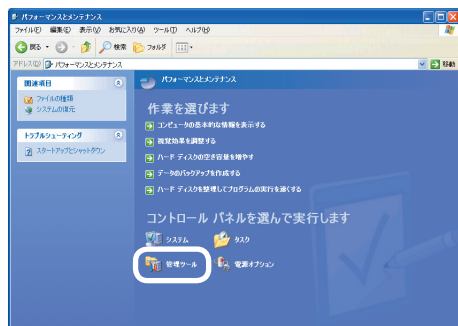 パフォーマンスとメンテナンス
ファイル(F) 編集(E) 表示(V) お気に入り(A) ツール(T) ヘルプ(H)
戻る 検索 フォルダ
アドレス(D) パフォーマンスとメンテナンス 移動
関連項目
ファイルの種類
システムの復元
トラブルシューティング
スタートアップとシャットダウン
パフォーマンスとメンテナンス
作業を選びます
コンピュータの基本的な情報を表示する
視覚効果を調整する
ハード ディスクの空き容量を増やす
データのバックアップを作成する
ハード ディスクを整理してプログラムの実行を速くする
コントロール パネルを選んで実行します
システム タスク
管理ツール 電源オプション